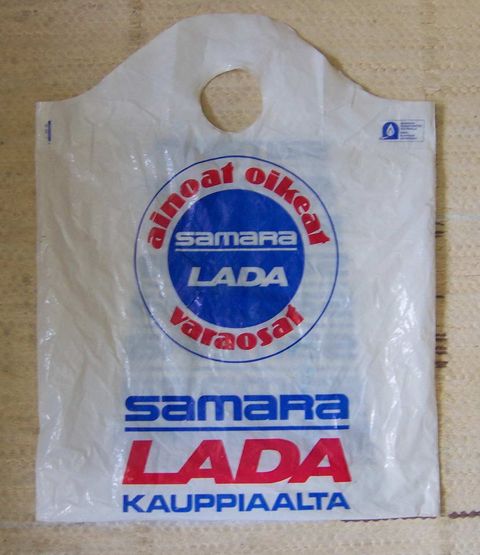 ainoat oikeat
samara
LADA
varaosat
samara
LADA
KAUPPIAALTA